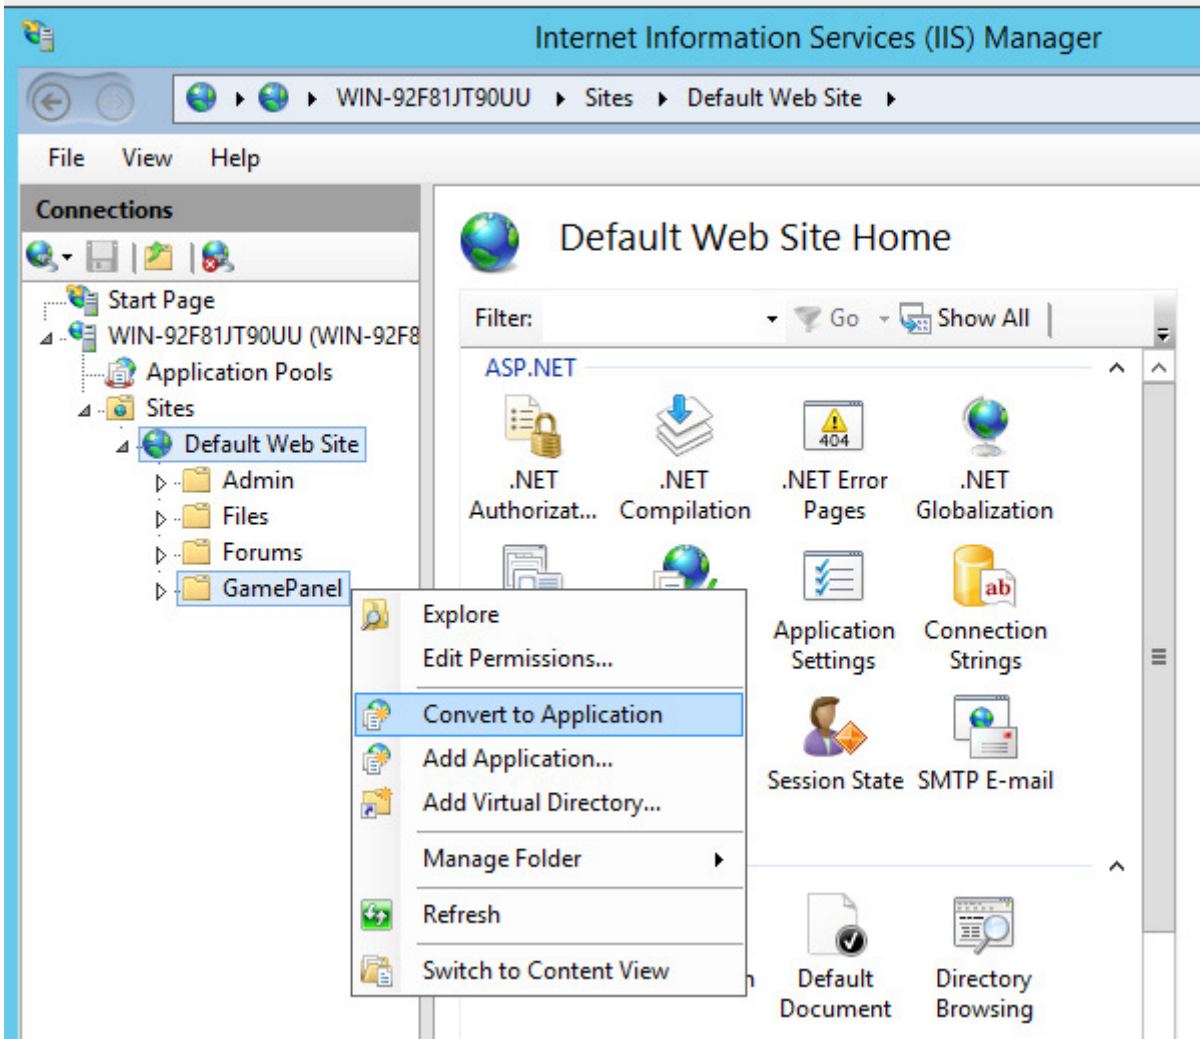 Internet Information Services (IIS) Manager
WIN-92F81JT90UU
Sites
Default Web Site
File View Help
Connections
Start Page
WIN-92F81JT90UU (WIN-92F8
Application Pools
Sites
Default Web Site
Admin
Files
Forums
GamePanel
Explore
Edit Permissions...
Convert to Application
Add Application...
Add Virtual Directory...
Manage Folder
Refresh
Switch to Content View
Default Web Site Home
Filter: Go Show All
ASP.NET
404
.NET
Authorizat...
.NET
Compilation
.NET Error
Pages
.NET
Globalization
ab
Application
Settings
Connection
Strings
Session State
SMTP E-mail
Default
Document
Directory
Browsing